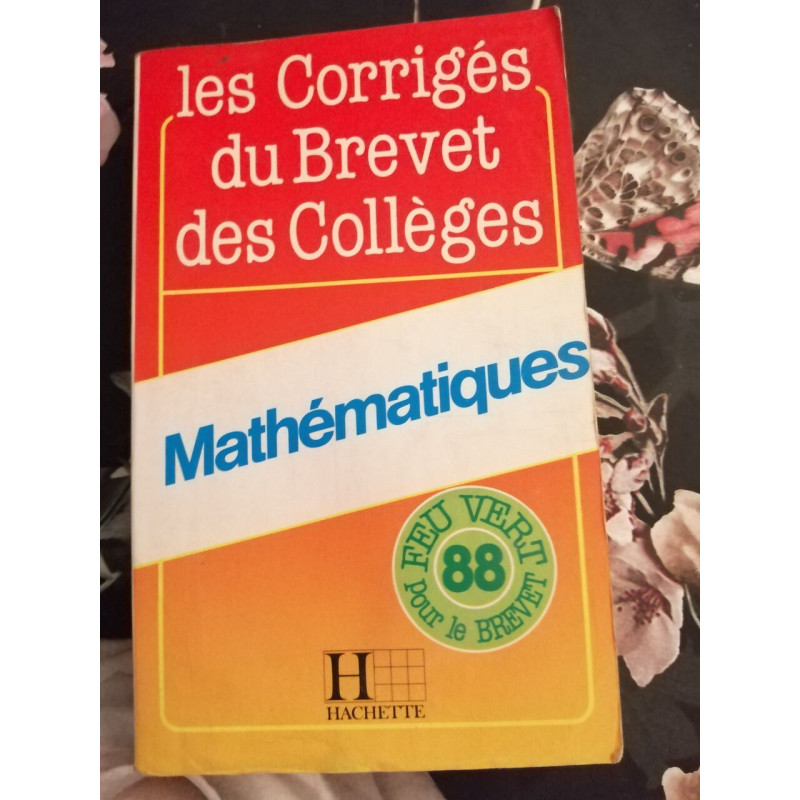 les Corrigés
du Brevet
des Collèges
Mathématiques
FEU VERT
88
pour le BREVET
H
HACHETTE